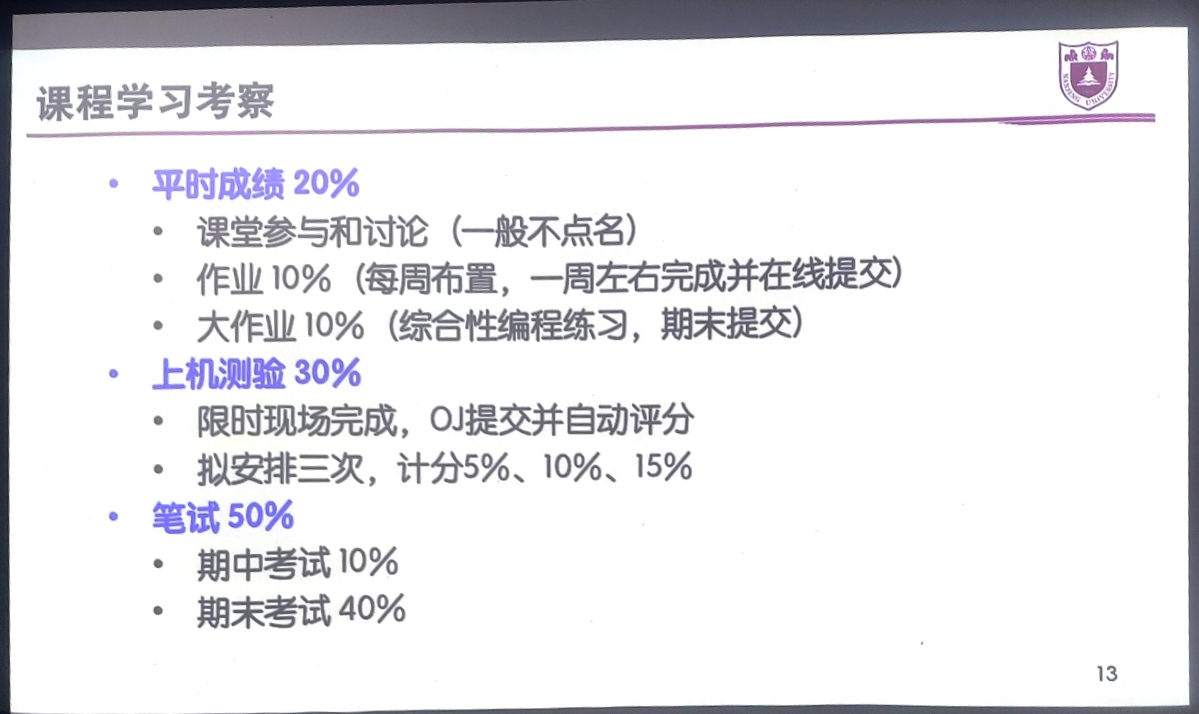 课程学习考察
NANJING UNIVERSITY
• 平时成绩 20%
• 课堂参与和讨论（一般不点名）
• 作业 10%（每周布置，一周左右完成并在线提交）
• 大作业 10%（综合性编程练习，期末提交）
• 上机测验 30%
• 限时现场完成，OJ提交并自动评分
• 拟安排三次，计分5%、10%、15%
• 笔试 50%
• 期中考试 10%
• 期末考试 40%
13